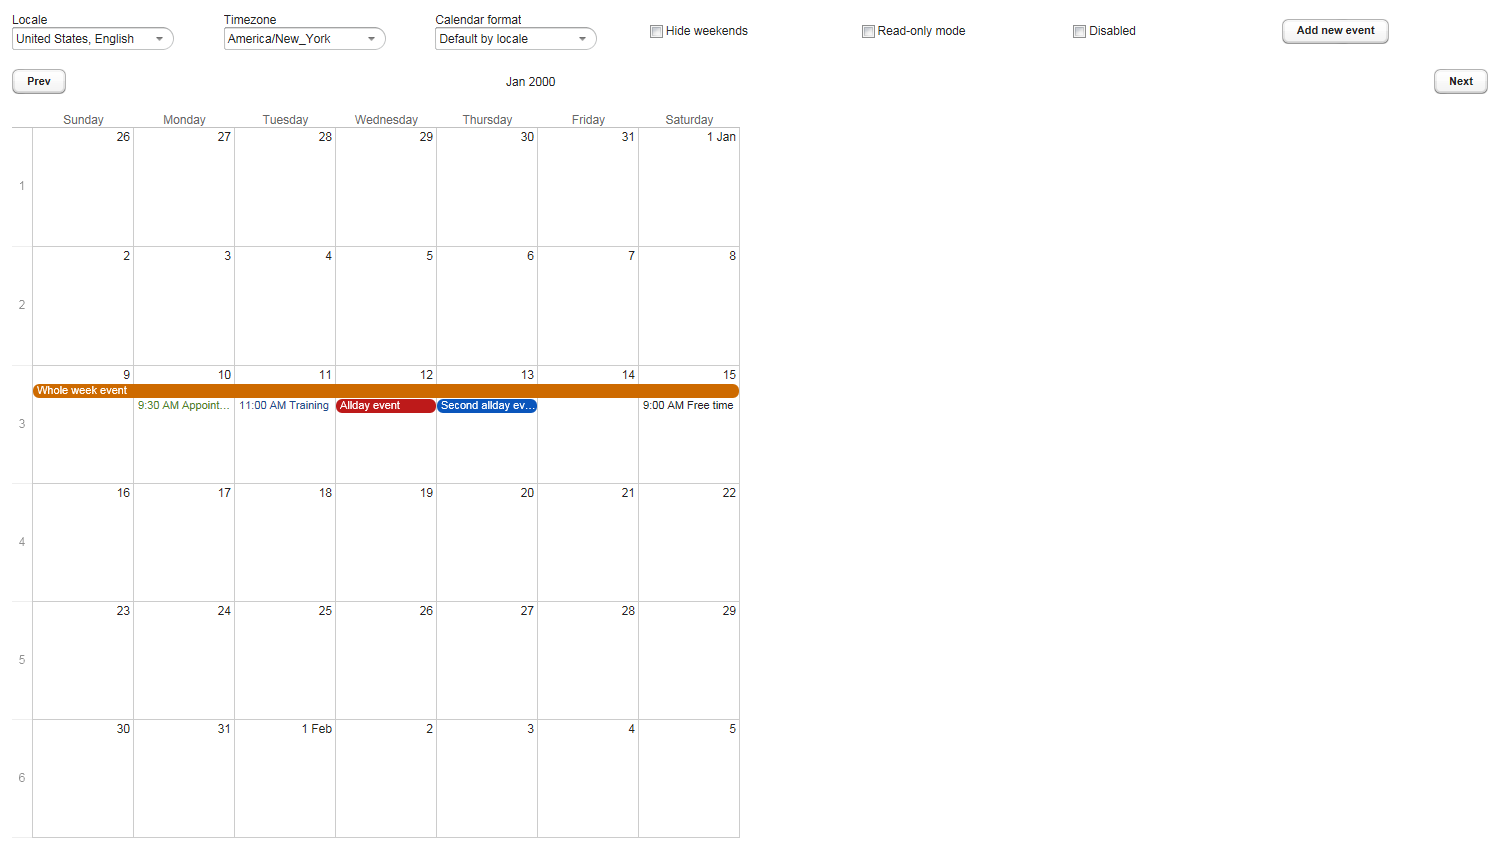 Locale Timezone Calendar format
United States, English America/New_York Default by locale Hide weekends Read-only mode Disabled Add new event
Prev Jan 2000 Next
Sunday Monday Tuesday Wednesday Thursday Friday Saturday
26 27 28 29 30 31 1 Jan
1
2 3 4 5 6 7 8
2
9 10 11 12 13 14 15
Whole week event
9:30 AM Appoint... 11:00 AM Training Allday event Second allday ev... 9:00 AM Free time
3
16 17 18 19 20 21 22
4
23 24 25 26 27 28 29
5
30 31 1 Feb 2 3 4 5
6